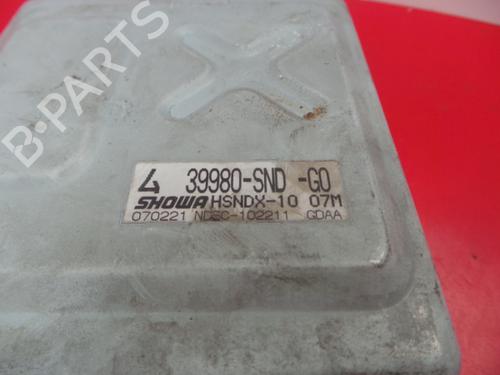 B-PARTS
4 39980-SND -G0
SHOWA HSNDX-10 07M
070221 NDSC-102211 GDAA